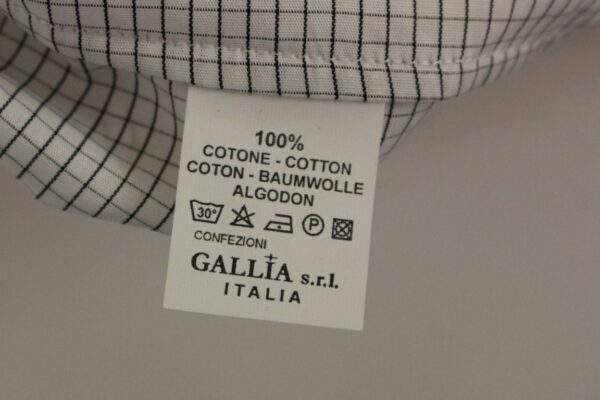 100%
COTONE - COTTON
COTON - BAUMWOLLE
ALGODON
30° P
CONFEZIONI
GALLIA s.r.l.
ITALIA